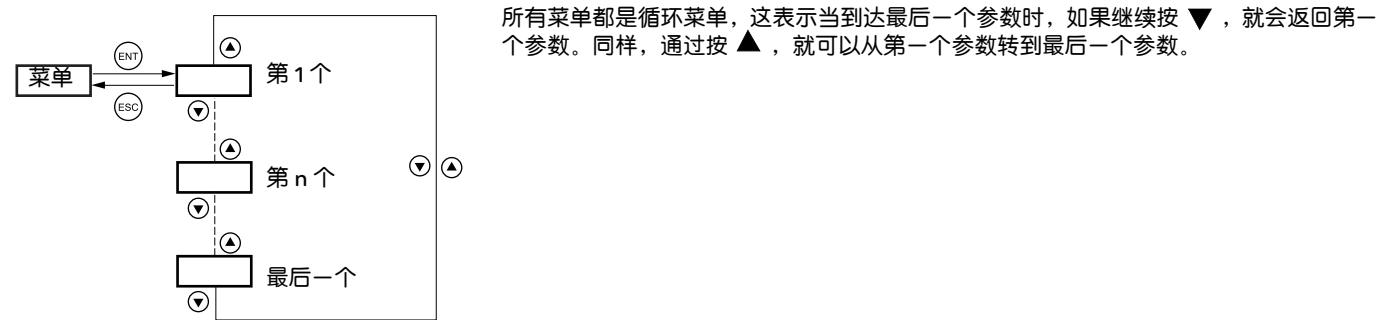 所有菜单都是循环菜单，这表示当到达最后一个参数时，如果继续按 ▼ ，就会返回第一
个参数。同样，通过按 ▲ ，就可以从第一个参数转到最后一个参数。
ENT
菜单
第 1 个
ESC
第 n 个
最后一个